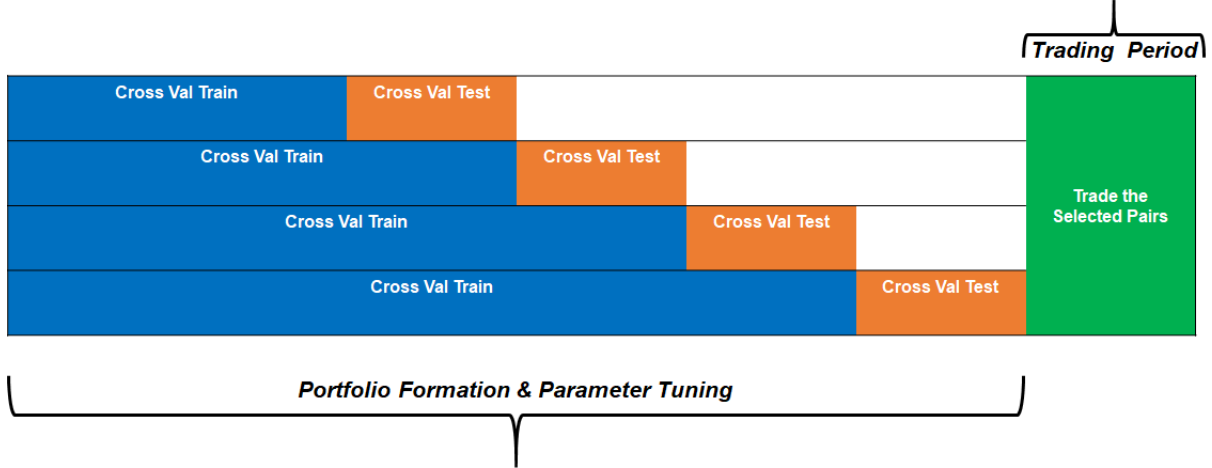 Trading Period
Cross Val Train
Cross Val Test
Cross Val Train
Cross Val Test
Cross Val Train
Cross Val Test
Cross Val Train
Cross Val Test
Trade the
Selected Pairs
Portfolio Formation & Parameter Tuning